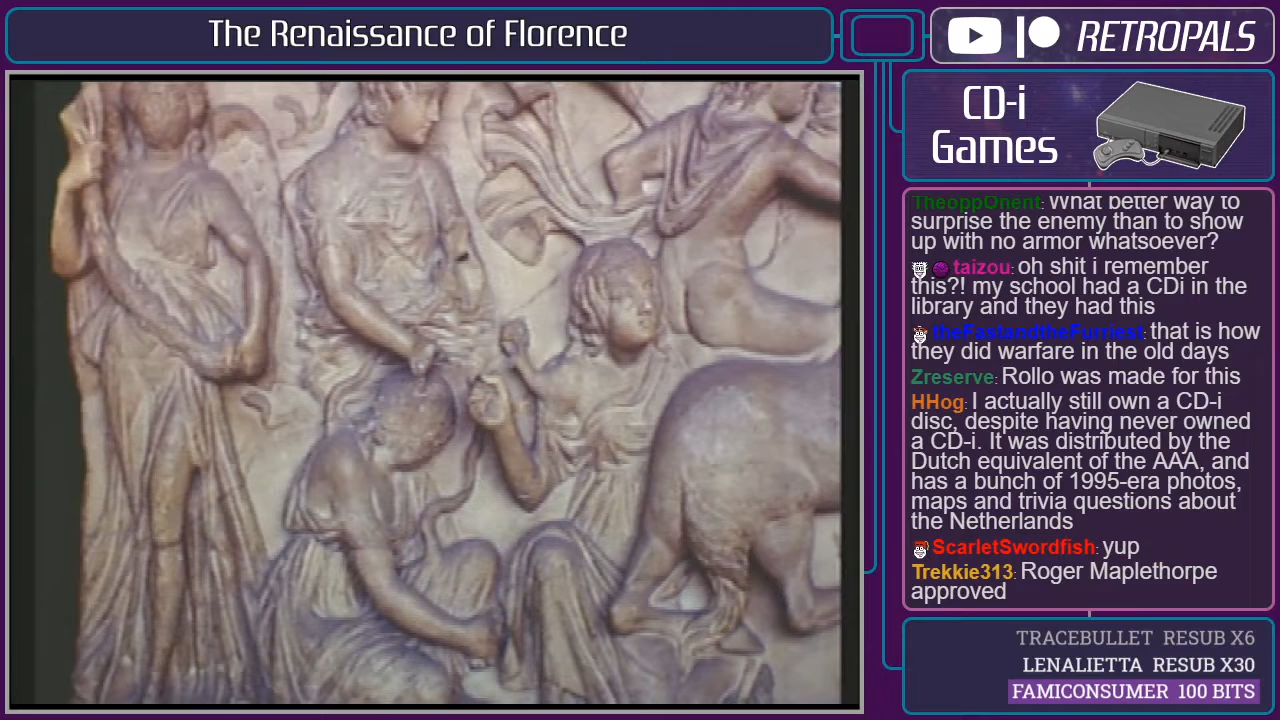 The Renaissance of Florence
RETROPALS
CD-i
Games
TheoppOnent: What better way to
surprise the enemy than to show
up with no armor whatsoever?
taizou: oh shit i remember
this?! my school had a CDi in the
library and they had this
theFastandtheFurriest: that is how
they did warfare in the old days
Zreserve: Rollo was made for this
HHog: I actually still own a CD-i
disc, despite having never owned
a CD-i. It was distributed by the
Dutch equivalent of the AAA, and
has a bunch of 1995-era photos,
maps and trivia questions about
the Netherlands
ScarletSwordfish: yup
Trekkie313: Roger Maplethorpe
approved
TRACEBULLET RESUB X6
LENALIETTA RESUB X30
FAMICONSUMER 100 BITS